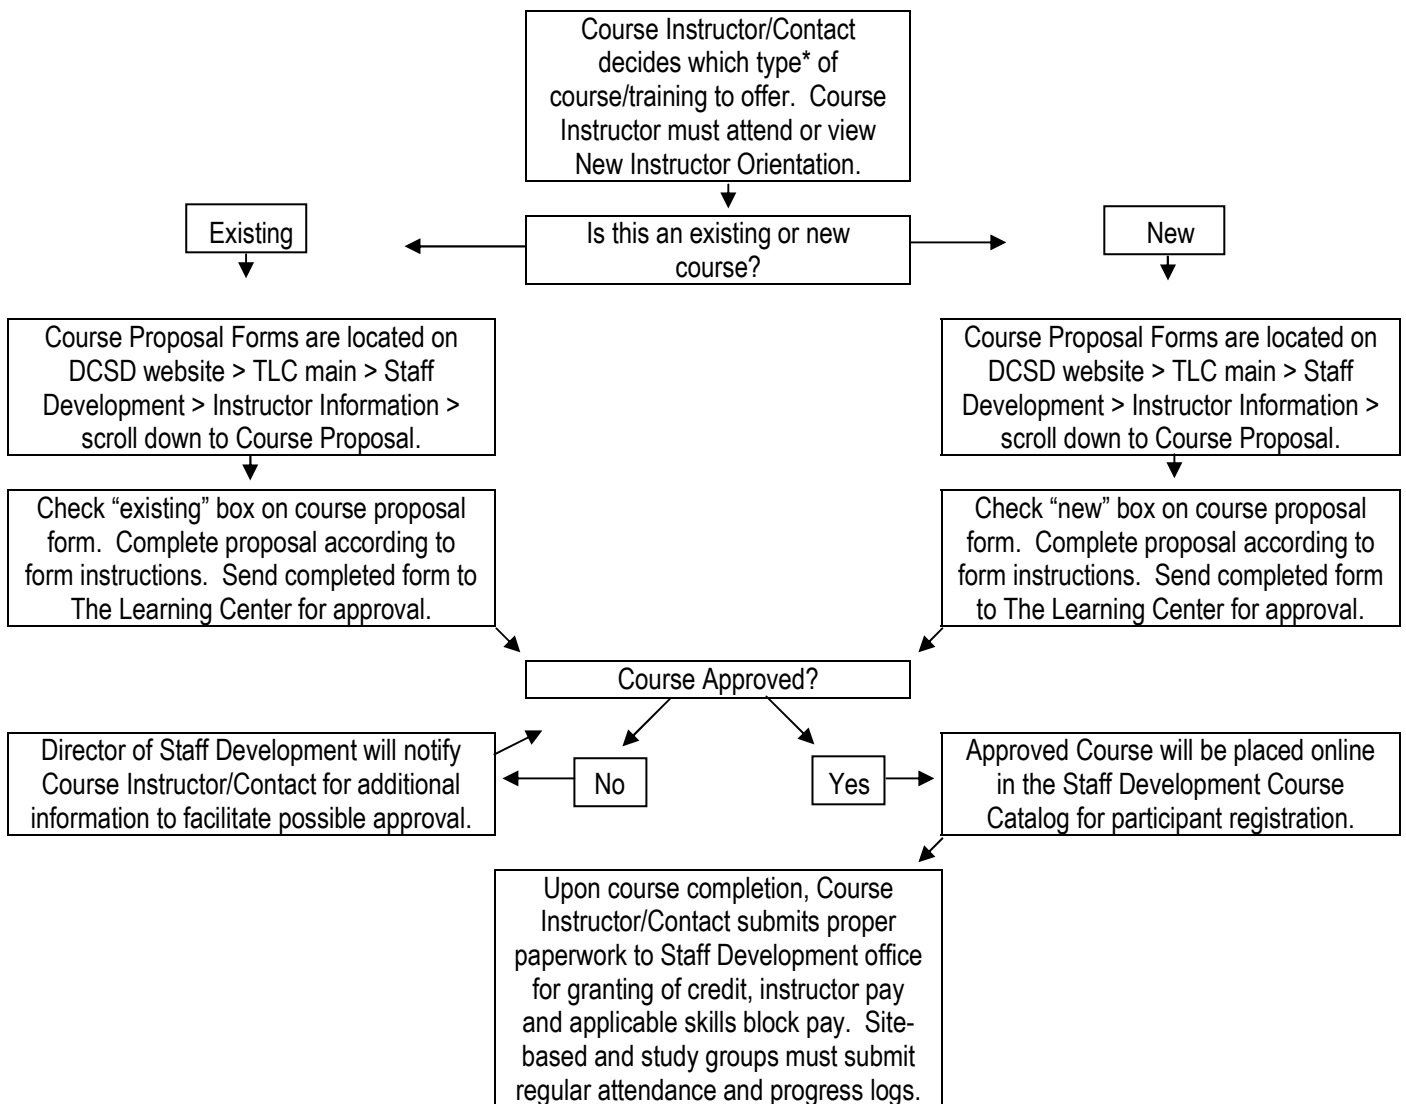 Course Instructor/Contact
decides which type* of
course/training to offer.  Course
Instructor must attend or view
New Instructor Orientation.
Existing
Is this an existing or new
course?
New
Course Proposal Forms are located on
DCSD website > TLC main > Staff
Development > Instructor Information >
scroll down to Course Proposal.
Course Proposal Forms are located on
DCSD website > TLC main > Staff
Development > Instructor Information >
scroll down to Course Proposal.
Check “existing” box on course proposal
form.  Complete proposal according to
form instructions.  Send completed form to
The Learning Center for approval.
Check “new” box on course proposal
form.  Complete proposal according to
form instructions.  Send completed form
to The Learning Center for approval.
Course Approved?
Director of Staff Development will notify
Course Instructor/Contact for additional
information to facilitate possible approval.
No
Yes
Approved Course will be placed online
in the Staff Development Course
Catalog for participant registration.
Upon course completion, Course
Instructor/Contact submits proper
paperwork to Staff Development office
for granting of credit, instructor pay
and applicable skills block pay.  Site-
based and study groups must submit
regular attendance and progress logs.